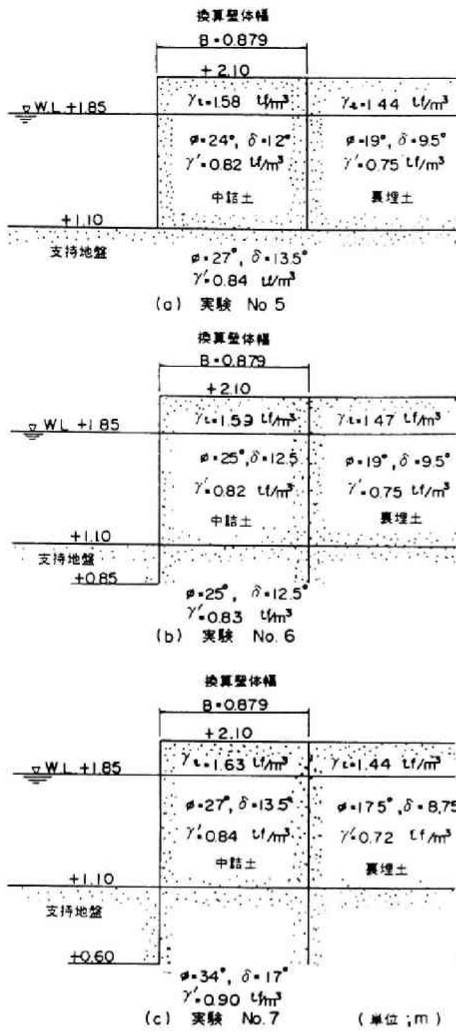 換算壁体幅
B=0.879
+2.10
γt=1.58 tf/m³ γt=1.44 tf/m³
▽ W.L +1.85
φ=24°, δ=12° φ=19°, δ=9.5°
γ'=0.82 tf/m³ γ'=0.75 tf/m³
中詰土 裏埋土
+1.10
支持地盤
φ=27°, δ=13.5°
γ'=0.84 tf/m³
(a) 実験 No 5
換算壁体幅
B=0.879
+2.10
γt=1.59 tf/m³ γt=1.47 tf/m³
▽ WL +1.85
φ=25°, δ=12.5 φ=19°, δ=9.5°
γ'=0.82 tf/m³ γ'=0.75 tf/m³
中詰土 裏埋土
+1.10
支持地盤
+0.85
φ=25°, δ=12.5°
γ'=0.83 tf/m³
(b) 実験 No. 6
換算壁体幅
B=0.879
+2.10
γt=1.63 tf/m³ γt=1.44 tf/m³
▽ W.L +1.85
φ=27°, δ=13.5° φ=17.5°, δ=8.75
γ'=0.84 tf/m³ γ'=0.72 tf/m³
中詰土 裏埋土
+1.10
支持地盤
+0.60
φ=34°, δ=17°
γ'=0.90 tf/m³
(c) 実験 No.7 (単位;m)